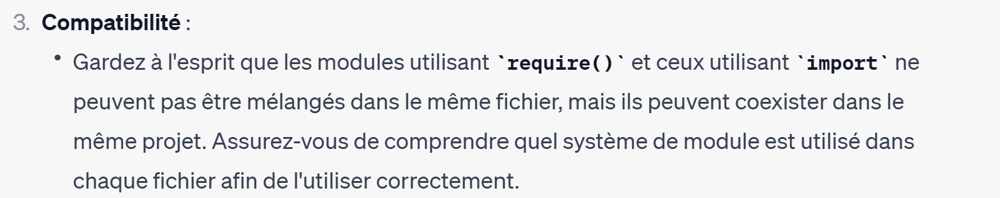 3. Compatibilité :
• Gardez à l'esprit que les modules utilisant `require()` et ceux utilisant `import` ne
peuvent pas être mélangés dans le même fichier, mais ils peuvent coexister dans le
même projet. Assurez-vous de comprendre quel système de module est utilisé dans
chaque fichier afin de l'utiliser correctement.